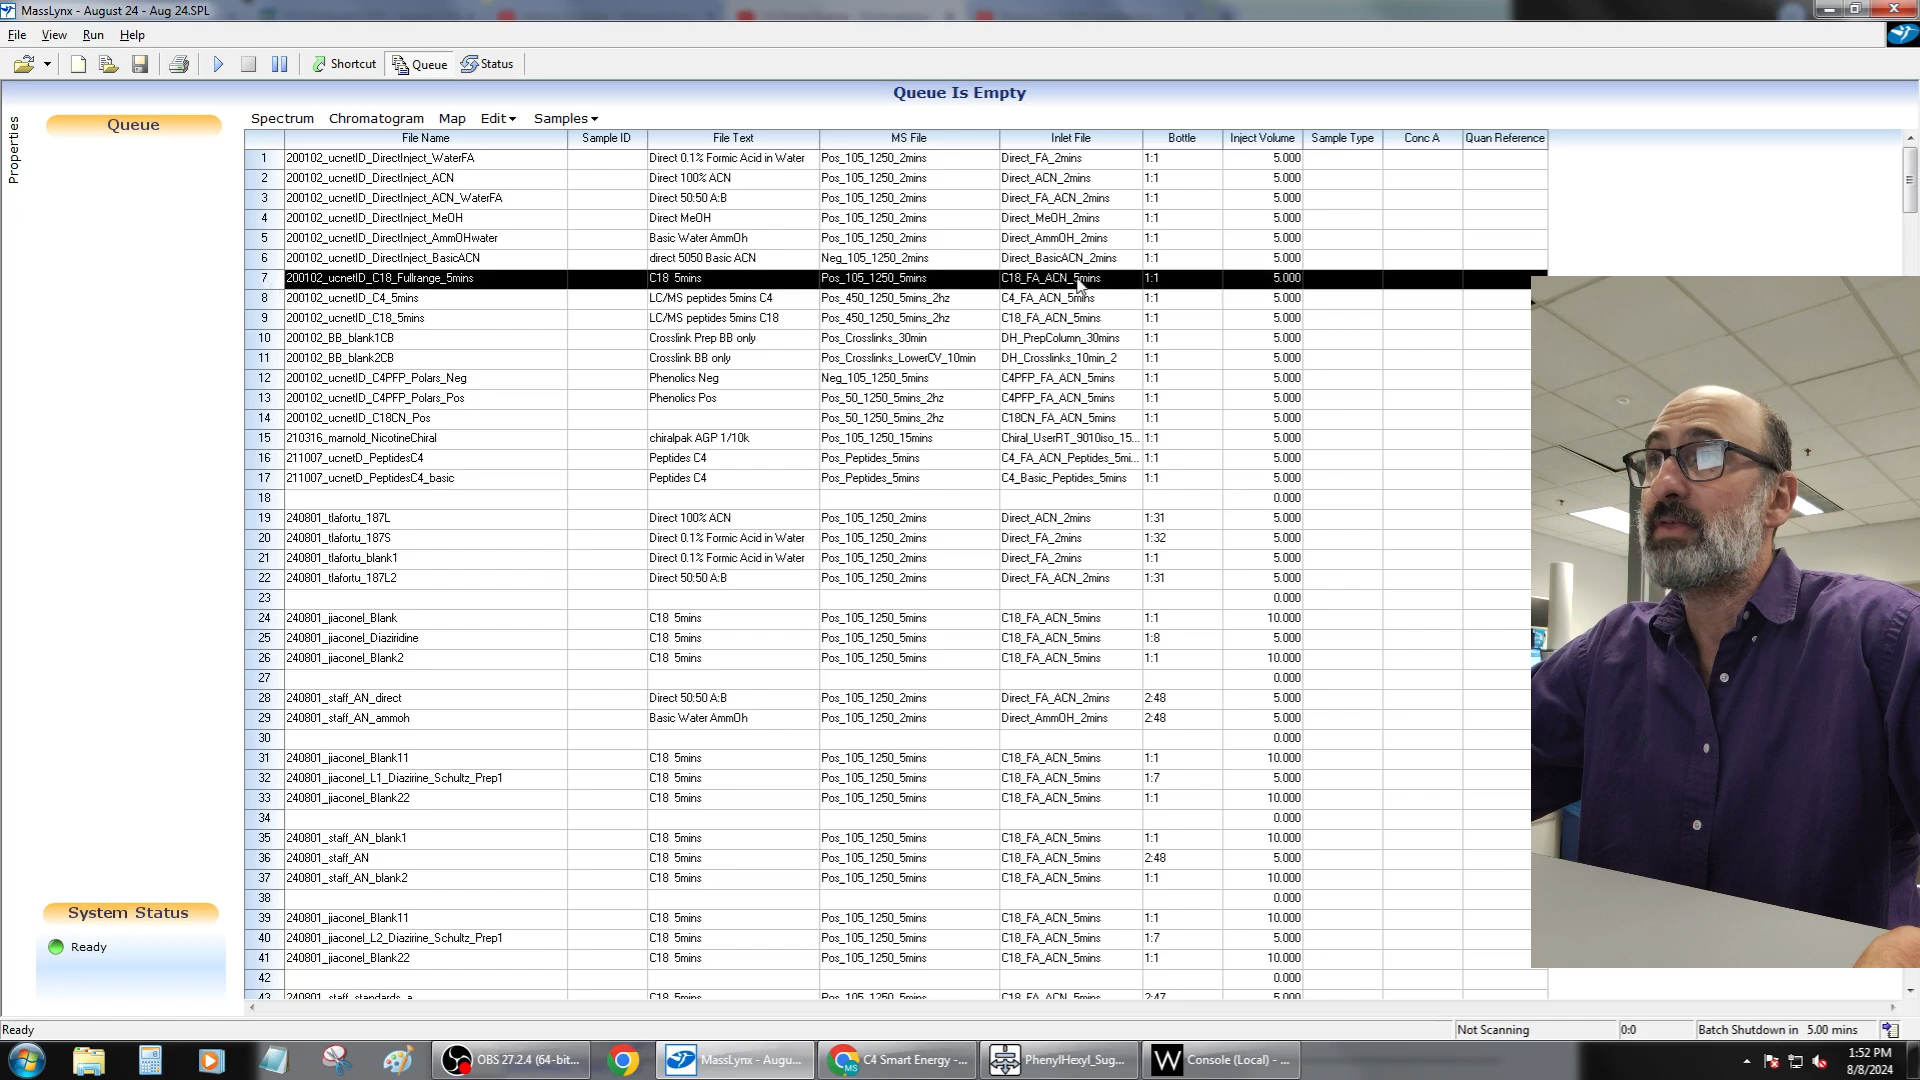 MassLynx - August 24 - Aug 24.SPL
File View Run Help
Shortcut Queue Status
Queue Is Empty
Properties
Queue
Spectrum Chromatogram Map Edit Samples
File Name Sample ID File Text MS File Inlet File Bottle Inject Volume Sample Type Conc A Quan Reference
1 200102_ucnetID_DirectInject_WaterFA Direct 0.1% Formic Acid in Water Pos_105_1250_2mins Direct_FA_2mins 1:1 5.000
2 200102_ucnetID_DirectInject_ACN Direct 100% ACN Pos_105_1250_2mins Direct_ACN_2mins 1:1 5.000
3 200102_ucnetID_DirectInject_ACN_WaterFA Direct 50:50 A:B Pos_105_1250_2mins Direct_FA_ACN_2mins 1:1 5.000
4 200102_ucnetID_DirectInject_MeOH Direct MeOH Pos_105_1250_2mins Direct_MeOH_2mins 1:1 5.000
5 200102_ucnetID_DirectInject_AmmOHwater Basic Water AmmOh Pos_105_1250_2mins Direct_AmmOH_2mins 1:1 5.000
6 200102_ucnetID_DirectInject_BasicACN direct 5050 Basic ACN Neg_105_1250_2mins Direct_BasicACN_2mins 1:1 5.000
7 200102_ucnetID_C18_Fullrange_5mins C18 5mins Pos_105_1250_5mins C18_FA_ACN_5mins 1:1 5.000
8 200102_ucnetID_C4_5mins LC/MS peptides 5mins C4 Pos_450_1250_5mins_2hz C4_FA_ACN_5mins 1:1 5.000
9 200102_ucnetID_C18_5mins LC/MS peptides 5mins C18 Pos_450_1250_5mins_2hz C18_FA_ACN_5mins 1:1 5.000
10 200102_BB_blank1CB Crosslink Prep BB only Pos_Crosslinks_30min DH_PrepColumn_30mins 1:1 5.000
11 200102_BB_blank2CB Crosslink BB only Pos_Crosslinks_LowerCV_10min DH_Crosslinks_10min_2 1:1 5.000
12 200102_ucnetID_C4PFP_Polars_Neg Phenolics Neg Neg_105_1250_5mins C4PFP_FA_ACN_5mins 1:1 5.000
13 200102_ucnetID_C4PFP_Polars_Pos Phenolics Pos Pos_50_1250_5mins_2hz C4PFP_FA_ACN_5mins 1:1 5.000
14 200102_ucnetID_C18CN_Pos Pos_50_1250_5mins_2hz C18CN_FA_ACN_5mins 1:1 5.000
15 210316_marnold_NicotineChiral chiralpak AGP 1/10k Pos_105_1250_15mins Chiral_UserRT_9010iso_15... 1:1 5.000
16 211007_ucnetD_PeptidesC4 Peptides C4 Pos_Peptides_5mins C4_FA_ACN_Peptides_5mi... 1:1 5.000
17 211007_ucnetD_PeptidesC4_basic Peptides C4 Pos_Peptides_5mins C4_Basic_Peptides_5mins 1:1 5.000
18 0.000
19 240801_tlafortu_187L Direct 100% ACN Pos_105_1250_2mins Direct_ACN_2mins 1:31 5.000
20 240801_tlafortu_187S Direct 0.1% Formic Acid in Water Pos_105_1250_2mins Direct_FA_2mins 1:32 5.000
21 240801_tlafortu_blank1 Direct 0.1% Formic Acid in Water Pos_105_1250_2mins Direct_FA_2mins 1:1 5.000
22 240801_tlafortu_187L2 Direct 50:50 A:B Pos_105_1250_2mins Direct_FA_ACN_2mins 1:31 5.000
23 0.000
24 240801_jiaconel_Blank C18 5mins Pos_105_1250_5mins C18_FA_ACN_5mins 1:1 10.000
25 240801_jiaconel_Diaziridine C18 5mins Pos_105_1250_5mins C18_FA_ACN_5mins 1:8 5.000
26 240801_jiaconel_Blank2 C18 5mins Pos_105_1250_5mins C18_FA_ACN_5mins 1:1 10.000
27 0.000
28 240801_staff_AN_direct Direct 50:50 A:B Pos_105_1250_2mins Direct_FA_ACN_2mins 2:48 5.000
29 240801_staff_AN_ammoh Basic Water AmmOh Pos_105_1250_2mins Direct_AmmOH_2mins 2:48 5.000
30 0.000
31 240801_jiaconel_Blank11 C18 5mins Pos_105_1250_5mins C18_FA_ACN_5mins 1:1 10.000
32 240801_jiaconel_L1_Diazirine_Schultz_Prep1 C18 5mins Pos_105_1250_5mins C18_FA_ACN_5mins 1:7 5.000
33 240801_jiaconel_Blank22 C18 5mins Pos_105_1250_5mins C18_FA_ACN_5mins 1:1 10.000
34 0.000
35 240801_staff_AN_blank1 C18 5mins Pos_105_1250_5mins C18_FA_ACN_5mins 1:1 10.000
36 240801_staff_AN C18 5mins Pos_105_1250_5mins C18_FA_ACN_5mins 2:48 5.000
37 240801_staff_AN_blank2 C18 5mins Pos_105_1250_5mins C18_FA_ACN_5mins 1:1 10.000
38 0.000
39 240801_jiaconel_Blank11 C18 5mins Pos_105_1250_5mins C18_FA_ACN_5mins 1:1 10.000
40 240801_jiaconel_L2_Diazirine_Schultz_Prep1 C18 5mins Pos_105_1250_5mins C18_FA_ACN_5mins 1:7 5.000
41 240801_jiaconel_Blank22 C18 5mins Pos_105_1250_5mins C18_FA_ACN_5mins 1:1 10.000
42 0.000
43 240801_staff_standards_a C18 5mins Pos_105_1250_5mins C18_FA_ACN_5mins 2:47 5.000
System Status
Ready
Ready Not Scanning 0:0 Batch Shutdown in 5.00 mins
OBS 27.2.4 (64-bit... MassLynx - Augu... C4 Smart Energy -... PhenylHexyl_Sug... Console (Local) - ...
1:52 PM
8/8/2024